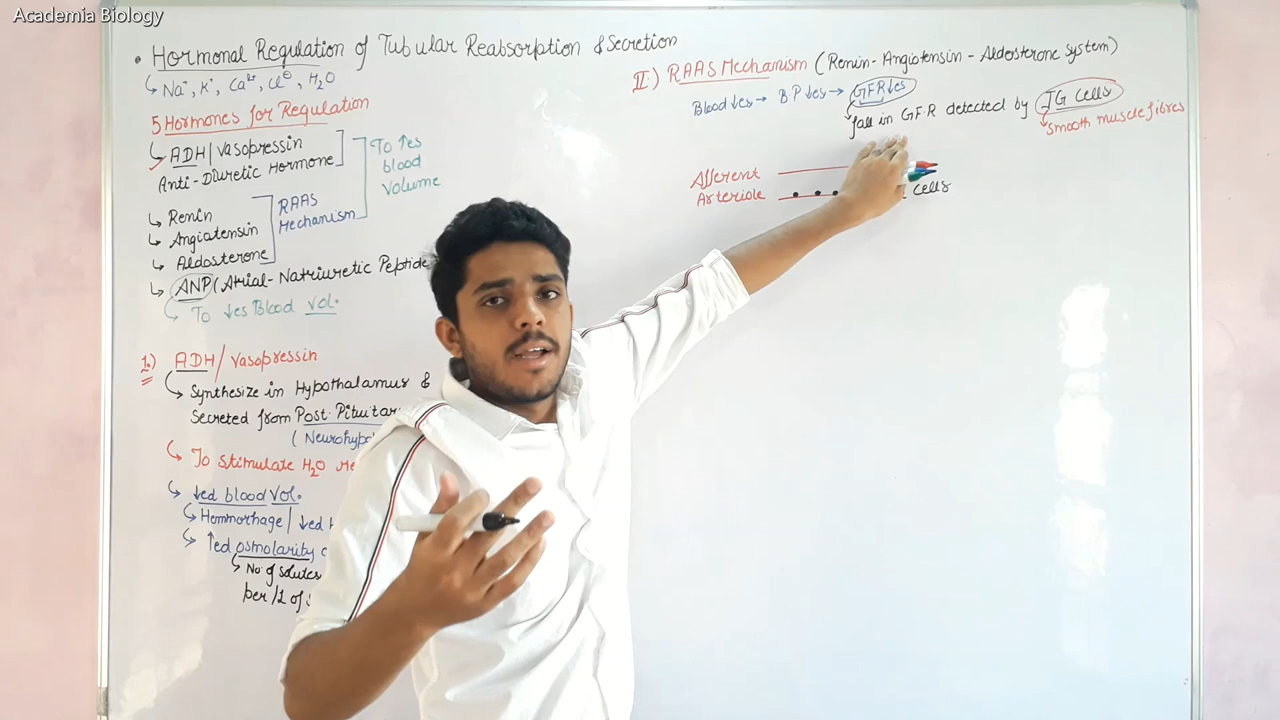 Academia Biology
• Hormonal Regulation of Tubular Reabsorption & Secretion
↳ Na⁺, K⁺, Ca²⁺, Cl⊖, H₂O
5 Hormones for Regulation
↳ ADH/Vasopressin
Anti-Diuretic Hormone
To ↑es
blood
volume
↳ Renin
↳ Angiotensin
↳ Aldosterone
RAAS
Mechanism
↳ ANP (Atrial-Natriuretic Peptide
↳ To ↓es Blood vol.
1.) ADH/Vasopressin
↳ Synthesize in Hypothalamus &
Secreted from Post. Pituitar
(Neurohypo
↳ To stimulate H₂O
↳ ↓ed blood Vol.
↳ Hemmorhage/ ↓ed
↳ ↑ed osmolarity
↳ No. of solutes
per /L of
II.) RAAS Mechanism (Renin-Angiotensin-Aldosterone system)
Blood ↓es → BP ↓es → GFR ↓es
↳ fall in GFR detected by JG cells
↳ smooth muscle fibres
Afferent
Arteriole
cells